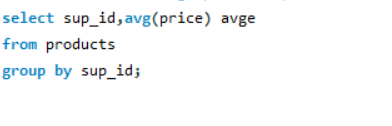 select sup_id,avg(price) avge
from products
group by sup_id;